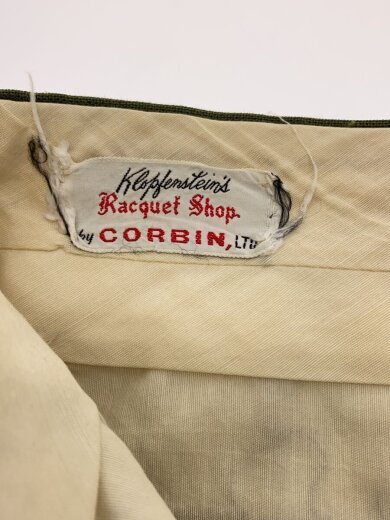 Klopfenstein's
Racquet Shop
by CORBIN, LTD